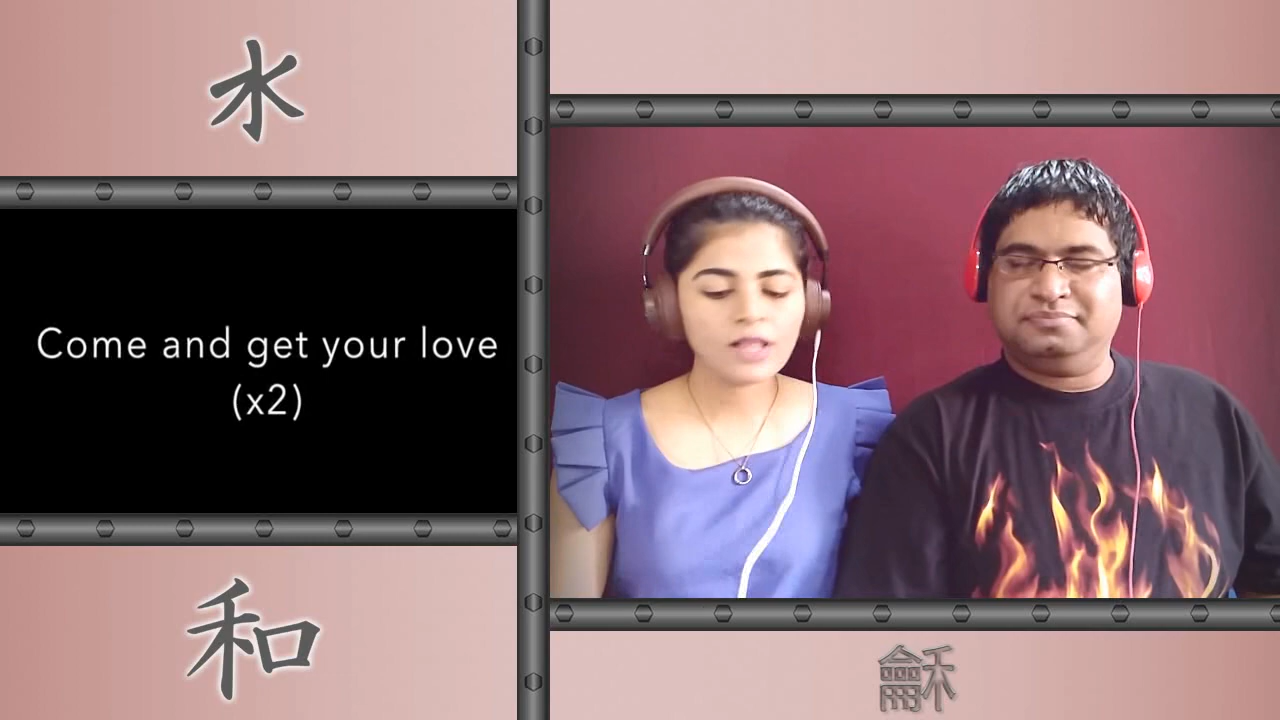 水
Come and get your love
(x2)
和
龢